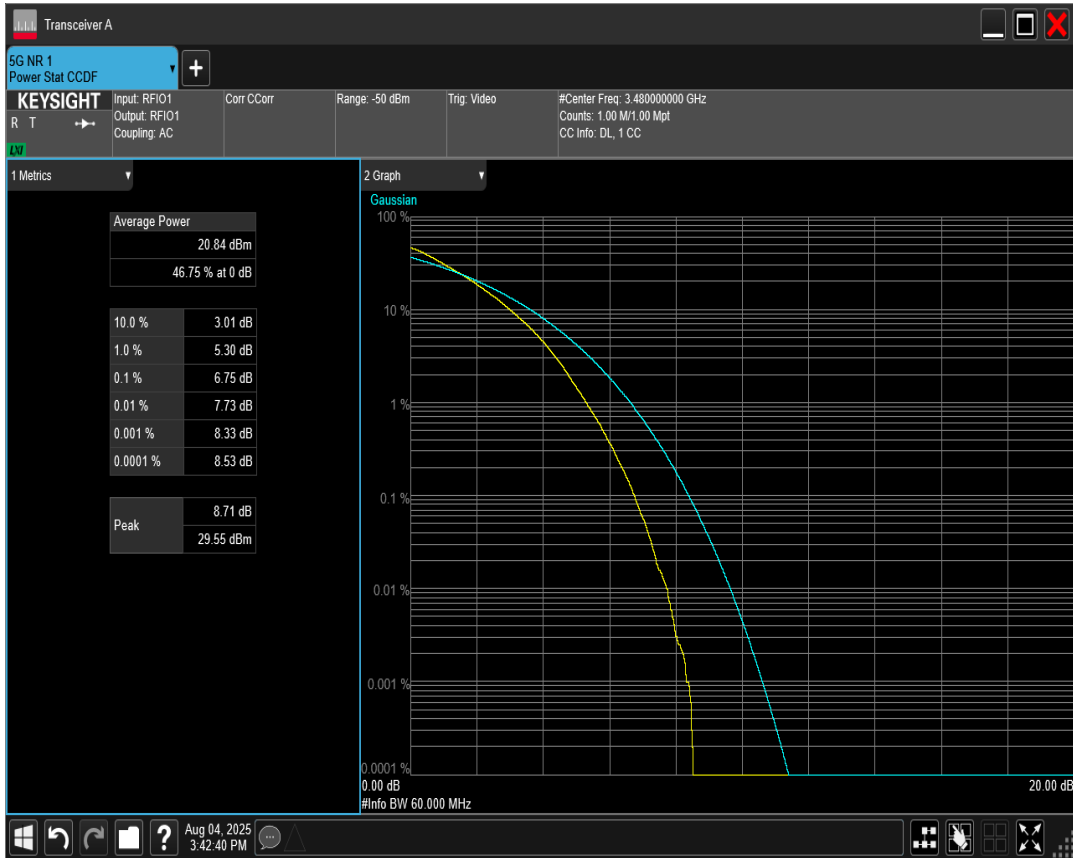 Transceiver A
5G NR 1
Power Stat CCDF
KEYSIGHT
R T
LXI
Input: RFIO1
Output: RFIO1
Coupling: AC
Corr CCorr
Range: -50 dBm
Trig: Video
#Center Freq: 3.480000000 GHz
Counts: 1.00 M/1.00 Mpt
CC Info: DL, 1 CC
1 Metrics
Average Power
20.84 dBm
46.75 % at 0 dB
10.0 % 3.01 dB
1.0 % 5.30 dB
0.1 % 6.75 dB
0.01 % 7.73 dB
0.001 % 8.33 dB
0.0001 % 8.53 dB
Peak
8.71 dB
29.55 dBm
2 Graph
Gaussian
100 %
10 %
1 %
0.1 %
0.01 %
0.001 %
0.0001 %
0.00 dB
20.00 dB
#Info BW 60.000 MHz
?
Aug 04, 2025
3:42:40 PM